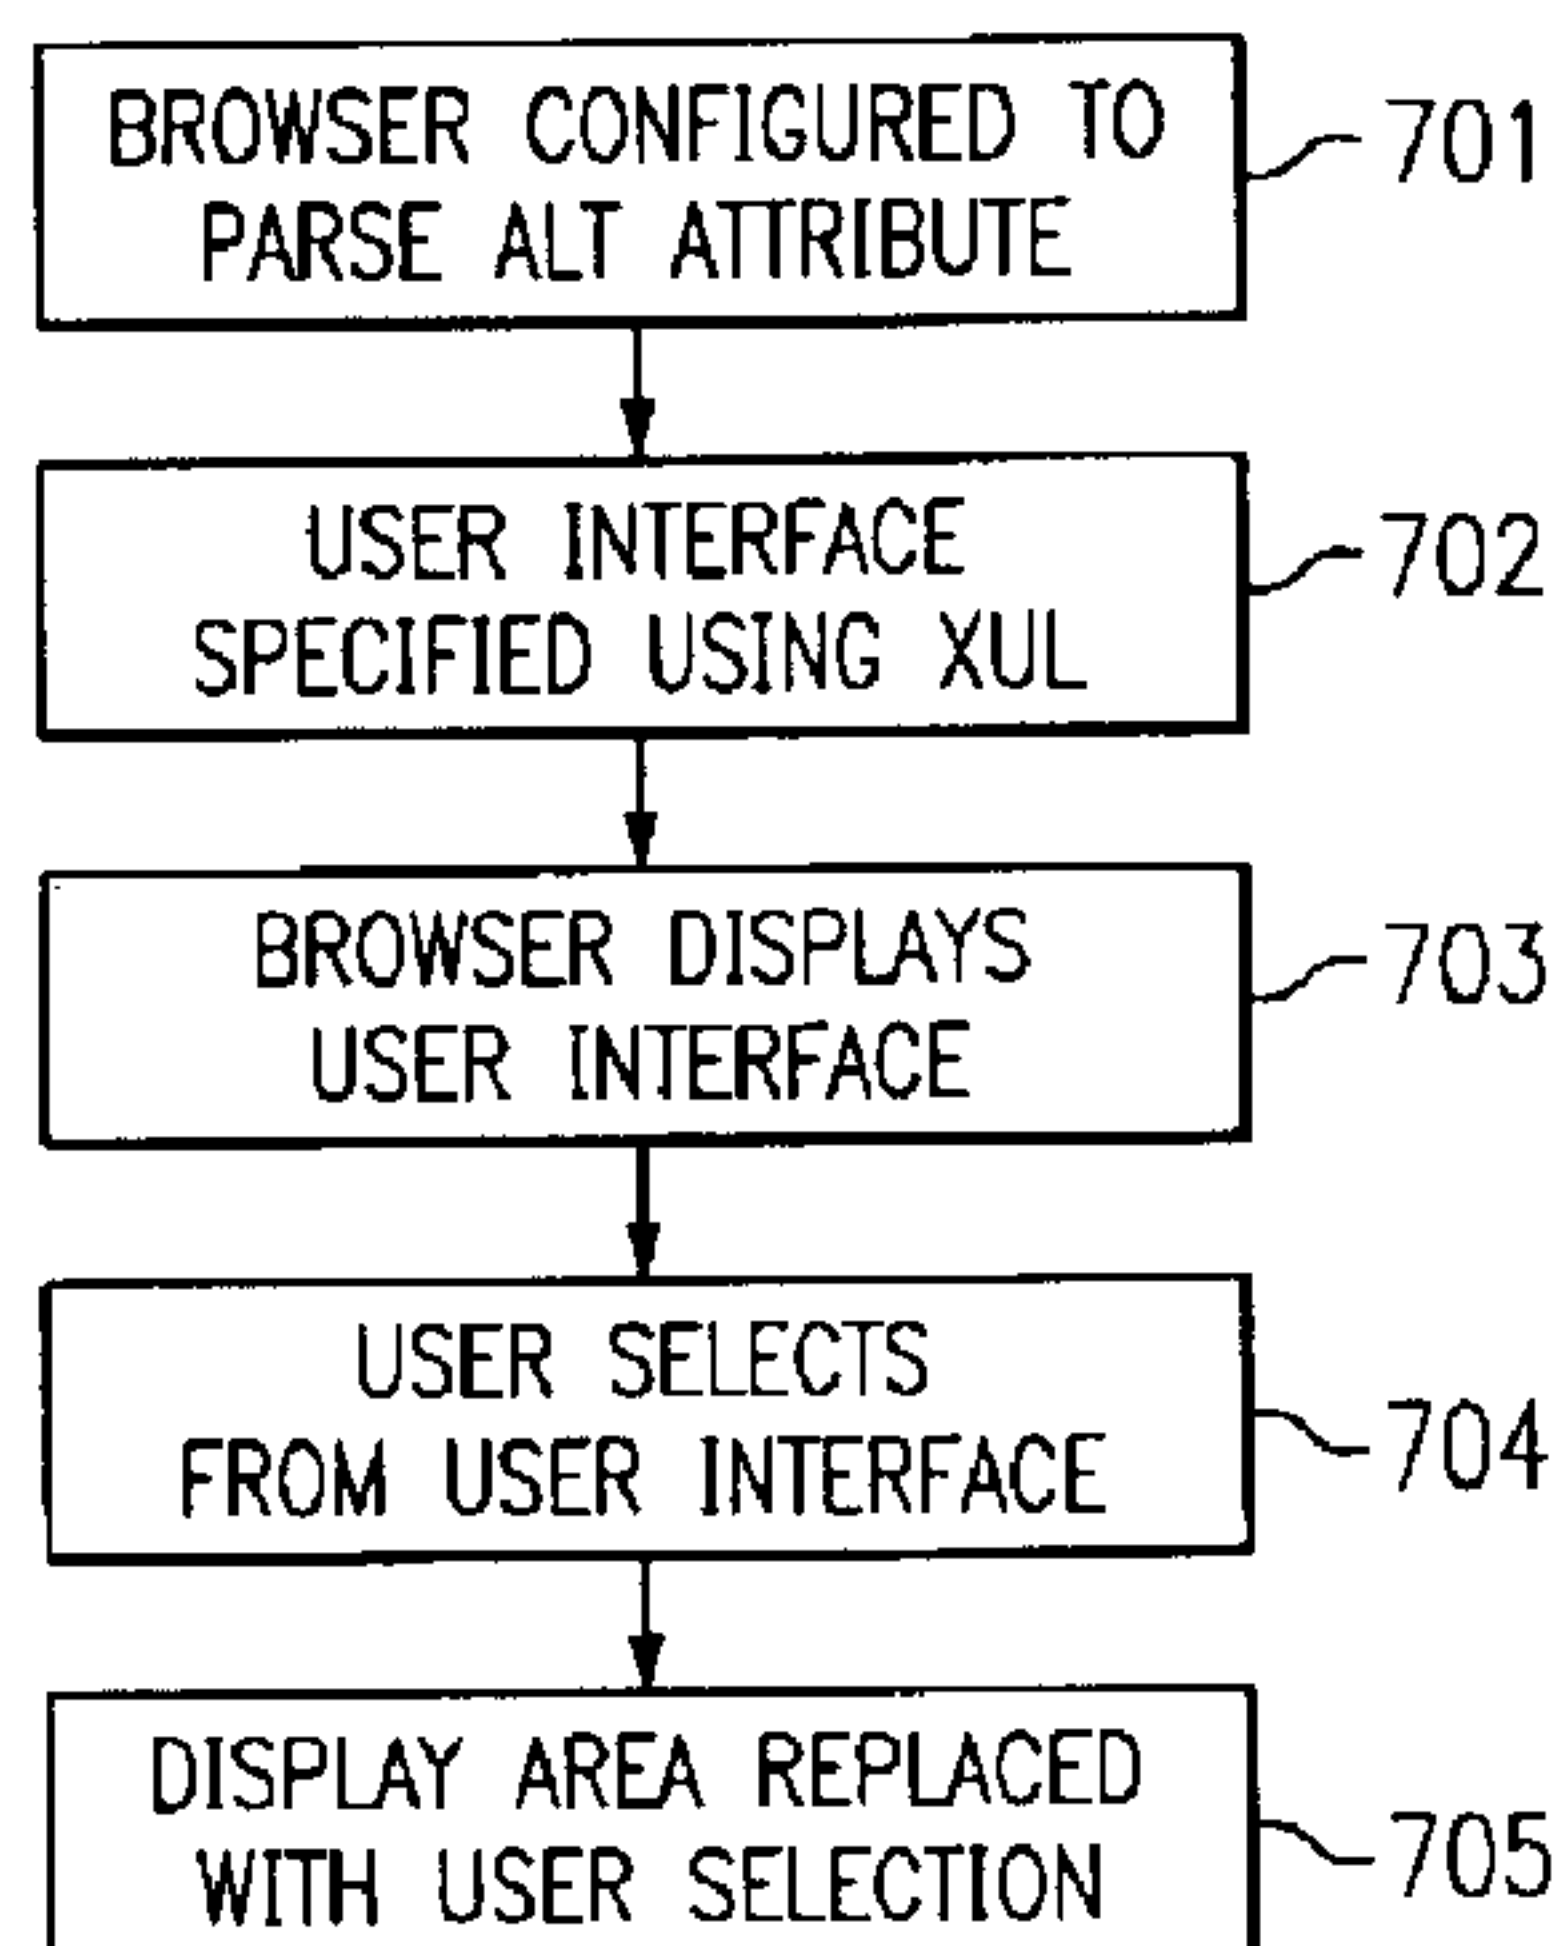 BROWSER CONFIGURED TO
PARSE ALT ATTRIBUTE
701
USER INTERFACE
SPECIFIED USING XUL
702
BROWSER DISPLAYS
USER INTERFACE
703
USER SELECTS
FROM USER INTERFACE
704
DISPLAY AREA REPLACED
WITH USER SELECTION
705